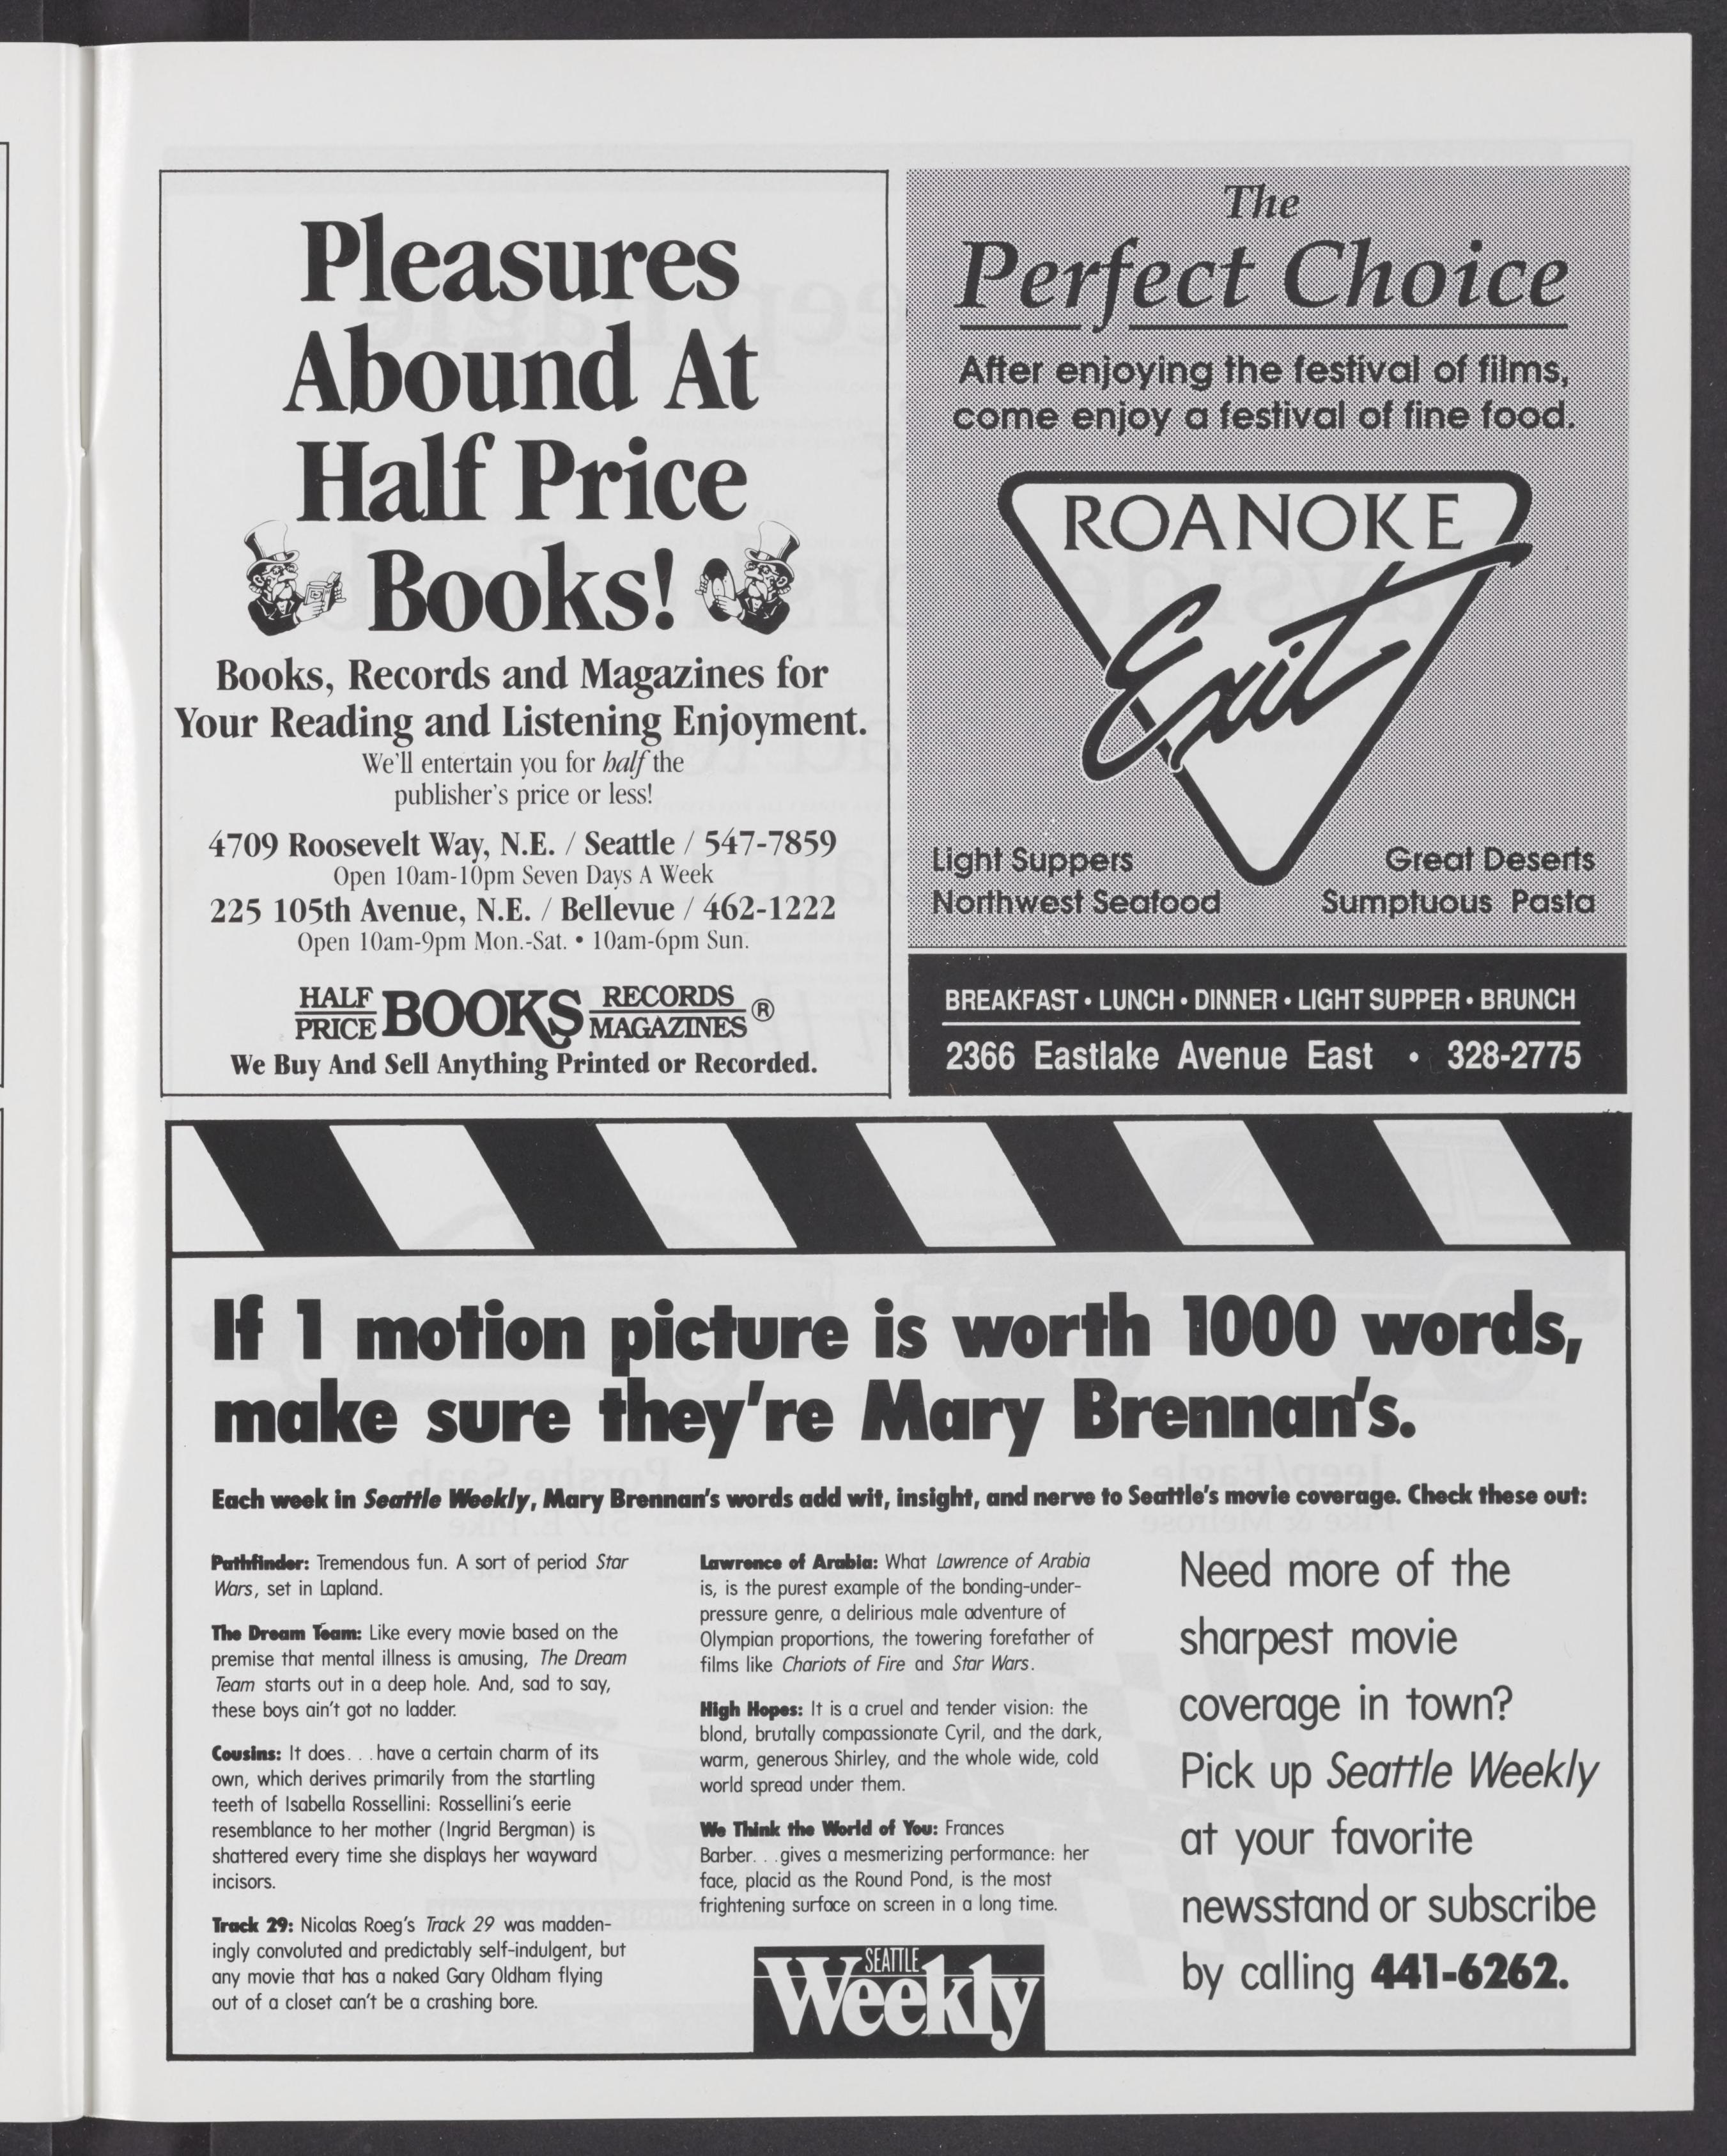 Pleasures
Abound At
Half Price
Books!
Books, Records and Magazines for
Your Reading and Listening Enjoyment.
We'll entertain you for half the
publisher's price or less!
4709 Roosevelt Way, N.E. / Seattle / 547-7859
Open 10am-10pm Seven Days A Week
225 105th Avenue, N.E. / Bellevue / 462-1222
Open 10am-9pm Mon.-Sat. • 10am-6pm Sun.
HALF PRICE BOOKS RECORDS MAGAZINES ®
We Buy And Sell Anything Printed or Recorded.
The
Perfect Choice
After enjoying the festival of films,
come enjoy a festival of fine food.
ROANOKE
Exit
Light Suppers
Northwest Seafood
Great Deserts
Sumptuous Pasta
BREAKFAST • LUNCH • DINNER • LIGHT SUPPER • BRUNCH
2366 Eastlake Avenue East • 328-2775
If 1 motion picture is worth 1000 words,
make sure they're Mary Brennan's.
Each week in Seattle Weekly, Mary Brennan's words add wit, insight, and nerve to Seattle's movie coverage. Check these out:
Pathfinder: Tremendous fun. A sort of period Star
Wars, set in Lapland.
The Dream Team: Like every movie based on the
premise that mental illness is amusing, The Dream
Team starts out in a deep hole. And, sad to say,
these boys ain't got no ladder.
Cousins: It does. . .have a certain charm of its
own, which derives primarily from the startling
teeth of Isabella Rossellini: Rossellini's eerie
resemblance to her mother (Ingrid Bergman) is
shattered every time she displays her wayward
incisors.
Track 29: Nicolas Roeg's Track 29 was madden-
ingly convoluted and predictably self-indulgent, but
any movie that has a naked Gary Oldham flying
out of a closet can't be a crashing bore.
Lawrence of Arabia: What Lawrence of Arabia
is, is the purest example of the bonding-under-
pressure genre, a delirious male adventure of
Olympian proportions, the towering forefather of
films like Chariots of Fire and Star Wars.
High Hopes: It is a cruel and tender vision: the
blond, brutally compassionate Cyril, and the dark,
warm, generous Shirley, and the whole wide, cold
world spread under them.
We Think the World of You: Frances
Barber. . .gives a mesmerizing performance: her
face, placid as the Round Pond, is the most
frightening surface on screen in a long time.
SEATTLE
Weekly
Need more of the
sharpest movie
coverage in town?
Pick up Seattle Weekly
at your favorite
newsstand or subscribe
by calling 441-6262.